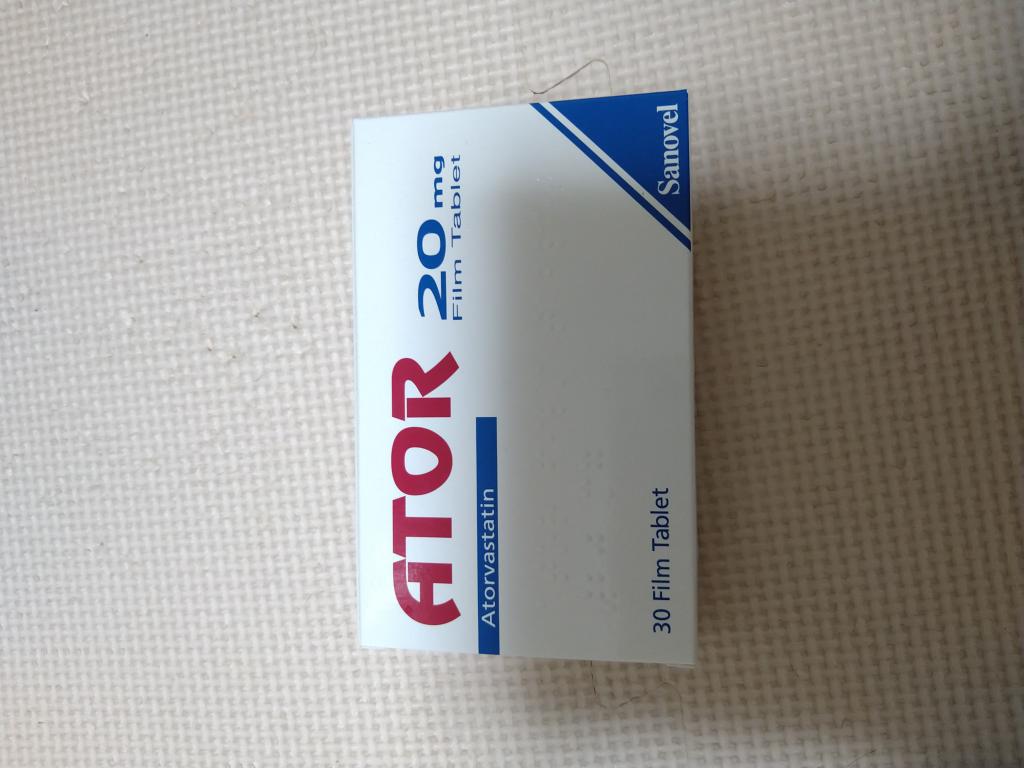 ATOR 20 mg
Film Tablet
Atorvastatin
30 Film Tablet
Sanovel